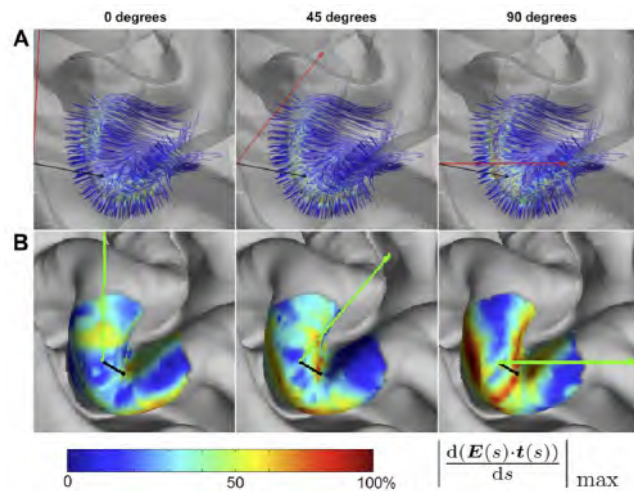 0 degrees 45 degrees 90 degrees
A
B
0 50 100%
|d(E(s)·t(s))/ds|max